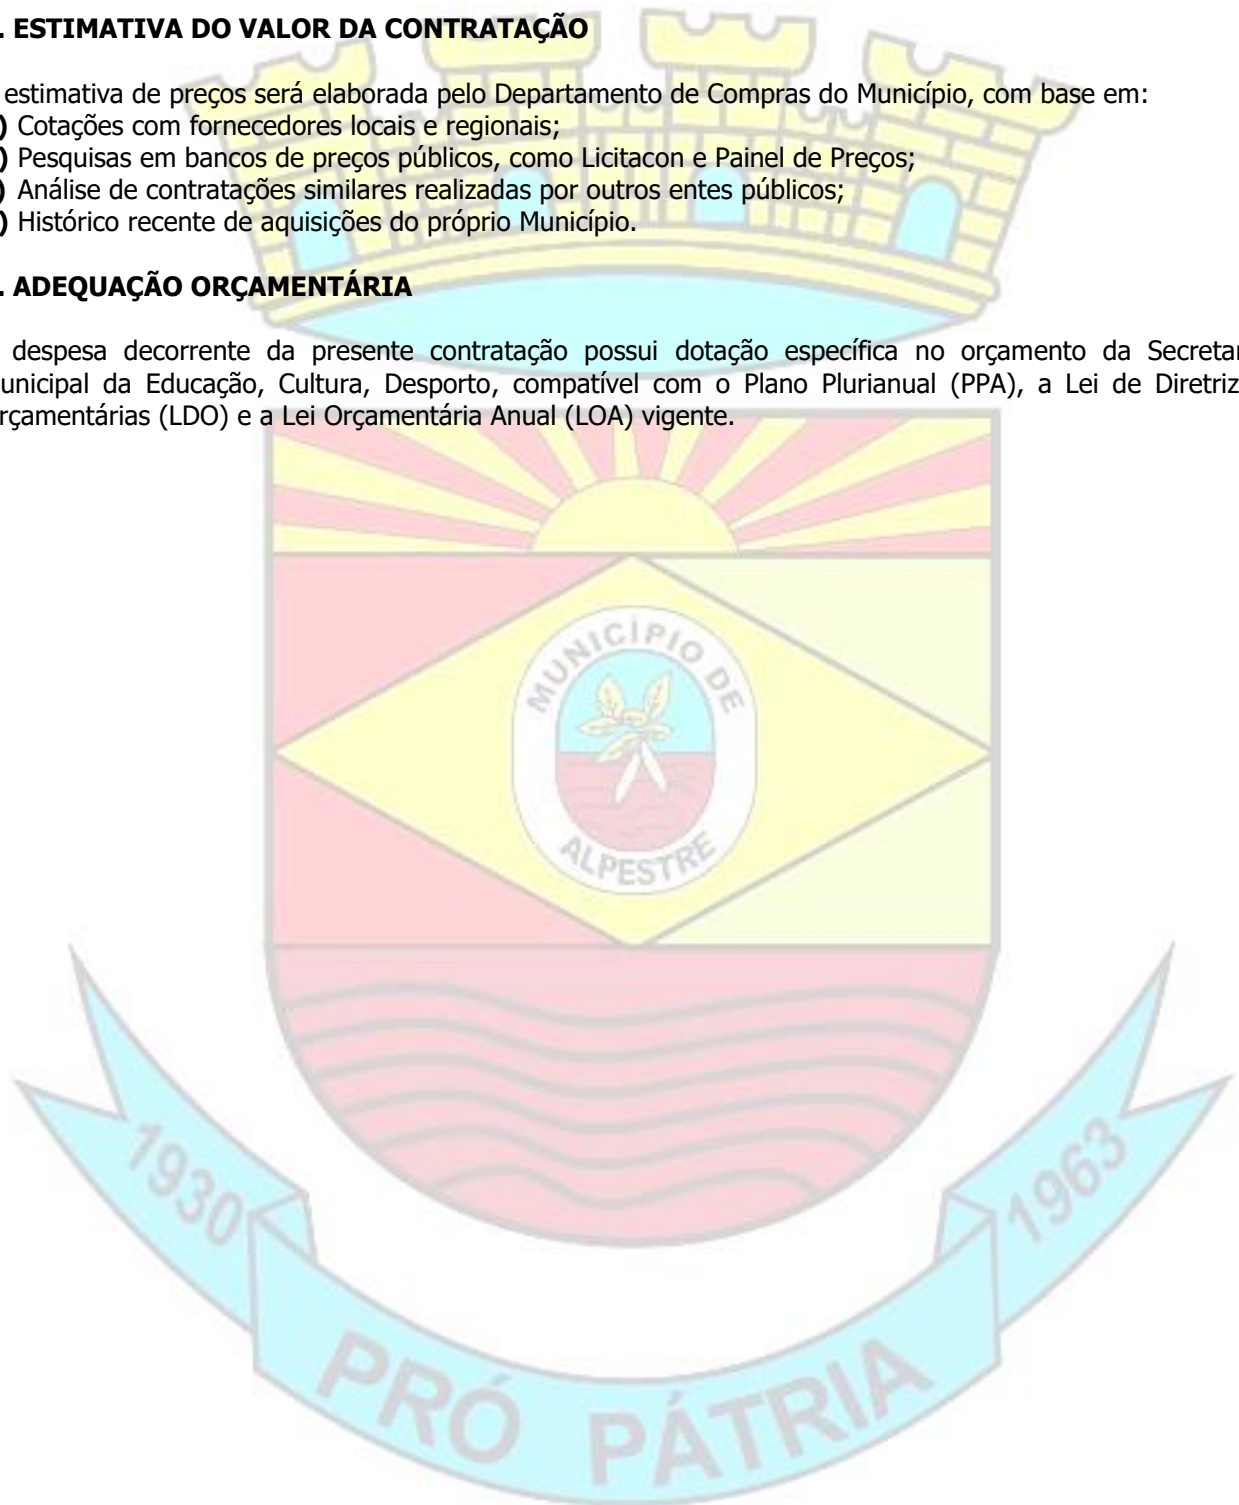 . ESTIMATIVA DO VALOR DA CONTRATAÇÃO
estimativa de preços será elaborada pelo Departamento de Compras do Município, com base em:
) Cotações com fornecedores locais e regionais;
) Pesquisas em bancos de preços públicos, como Licitacon e Painel de Preços;
) Análise de contratações similares realizadas por outros entes públicos;
) Histórico recente de aquisições do próprio Município.
. ADEQUAÇÃO ORÇAMENTÁRIA
despesa decorrente da presente contratação possui dotação específica no orçamento da Secretar
unicipal da Educação, Cultura, Desporto, compatível com o Plano Plurianual (PPA), a Lei de Diretriz
rçamentárias (LDO) e a Lei Orçamentária Anual (LOA) vigente.
MUNICÍPIO DE
ALPESTRE
1930
PRÓ PÁTRIA
1963